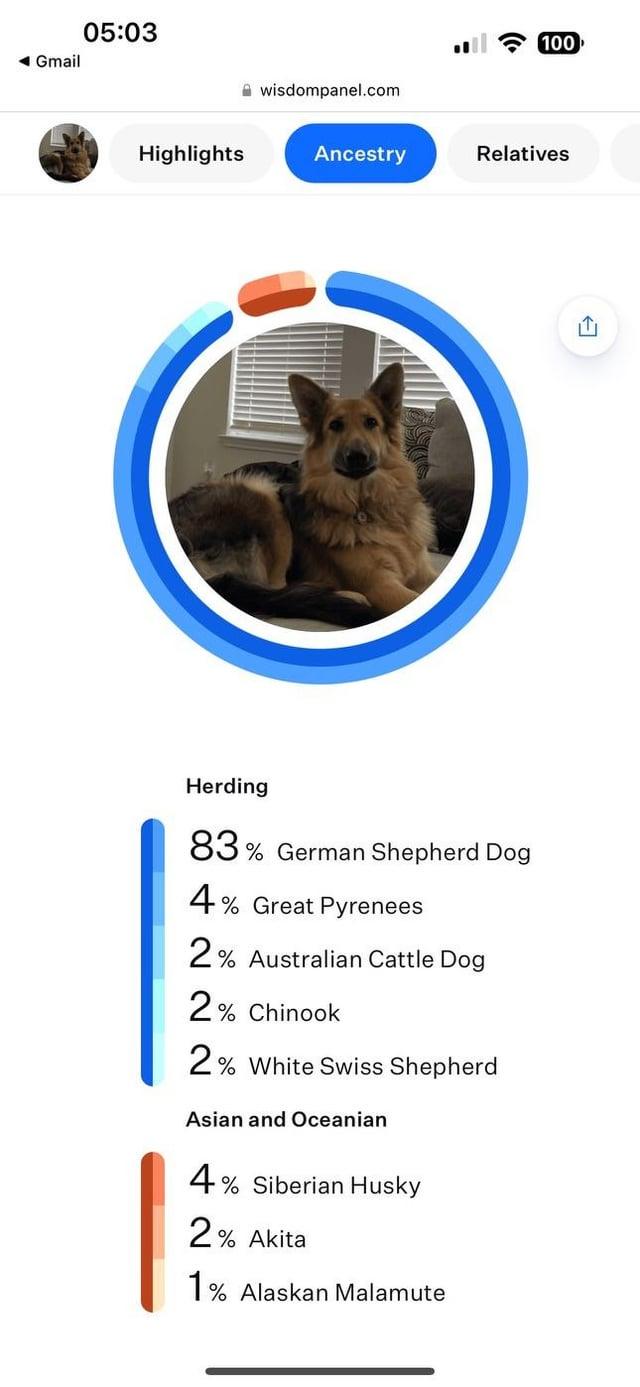 05:03
100
◀ Gmail
wisdompanel.com
Highlights Ancestry Relatives
Herding
83% German Shepherd Dog
4% Great Pyrenees
2% Australian Cattle Dog
2% Chinook
2% White Swiss Shepherd
Asian and Oceanian
4% Siberian Husky
2% Akita
1% Alaskan Malamute